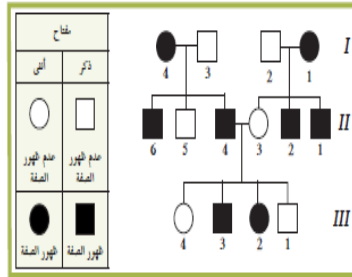 مفتاح
أنثى ذكر
عدم ظهور الصفة عدم ظهور الصفة
ظهور الصفة ظهور الصفة
I
4 3 2 1
II
6 5 4 3 2 1
III
4 3 2 1